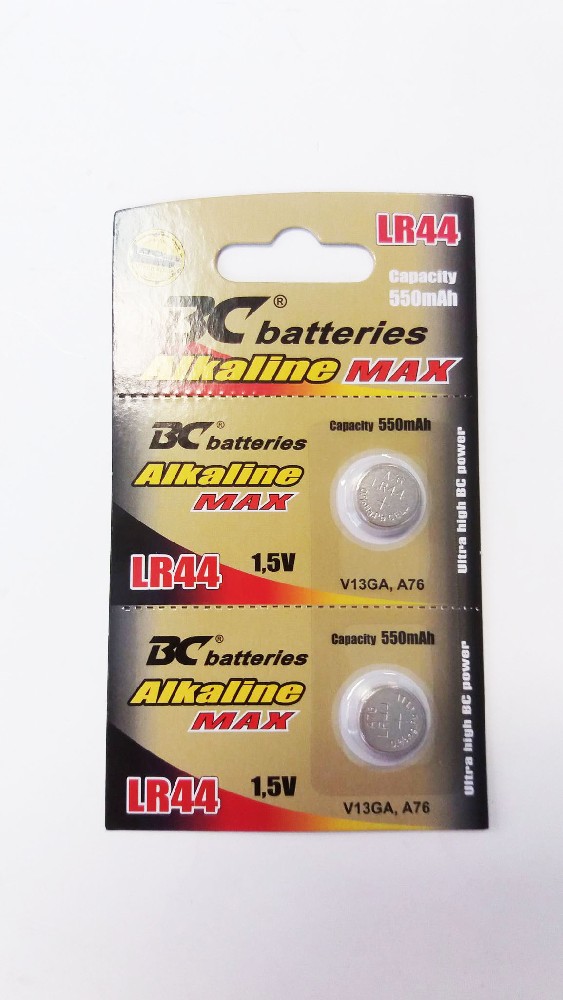 LR44
Capacity
550mAh
BC® batteries
Alkaline MAX
BC® batteries
Capacity 550mAh
Alkaline
MAX
LR44
LR44 1,5V
V13GA, A76
Ultra high BC power
BC® batteries
Capacity 550mAh
Alkaline
MAX
LR44 1,5V
V13GA, A76
Ultra high BC power